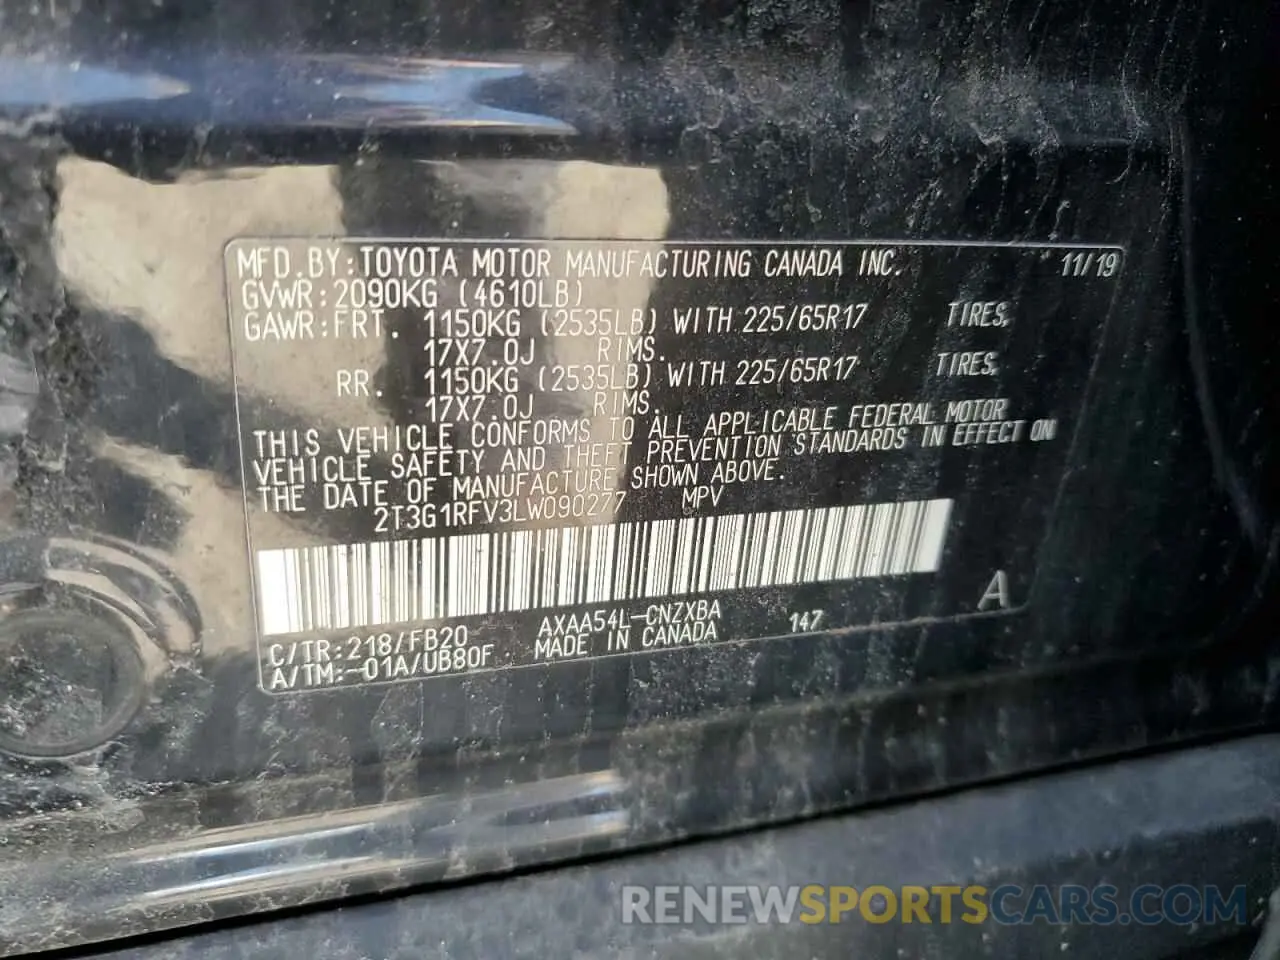 MFD.BY:TOYOTA MOTOR MANUFACTURING CANADA INC. 11/19
GVWR:2090KG (4610LB)
GAWR:FRT. 1150KG (2535LB) WITH 225/65R17 TIRES,
17X7.0J RIMS.
RR. 1150KG (2535LB) WITH 225/65R17 TIRES,
17X7.0J RIMS.
THIS VEHICLE CONFORMS TO ALL APPLICABLE FEDERAL MOTOR
VEHICLE SAFETY AND THEFT PREVENTION STANDARDS IN EFFECT ON
THE DATE OF MANUFACTURE SHOWN ABOVE.
2T3G1RFV3LW090277 MPV
A
C/TR:218/FB20 AXAA54L-CNZXBA 147
A/TM:-01A/UB80F MADE IN CANADA
RENEWSPORTSCARS.COM